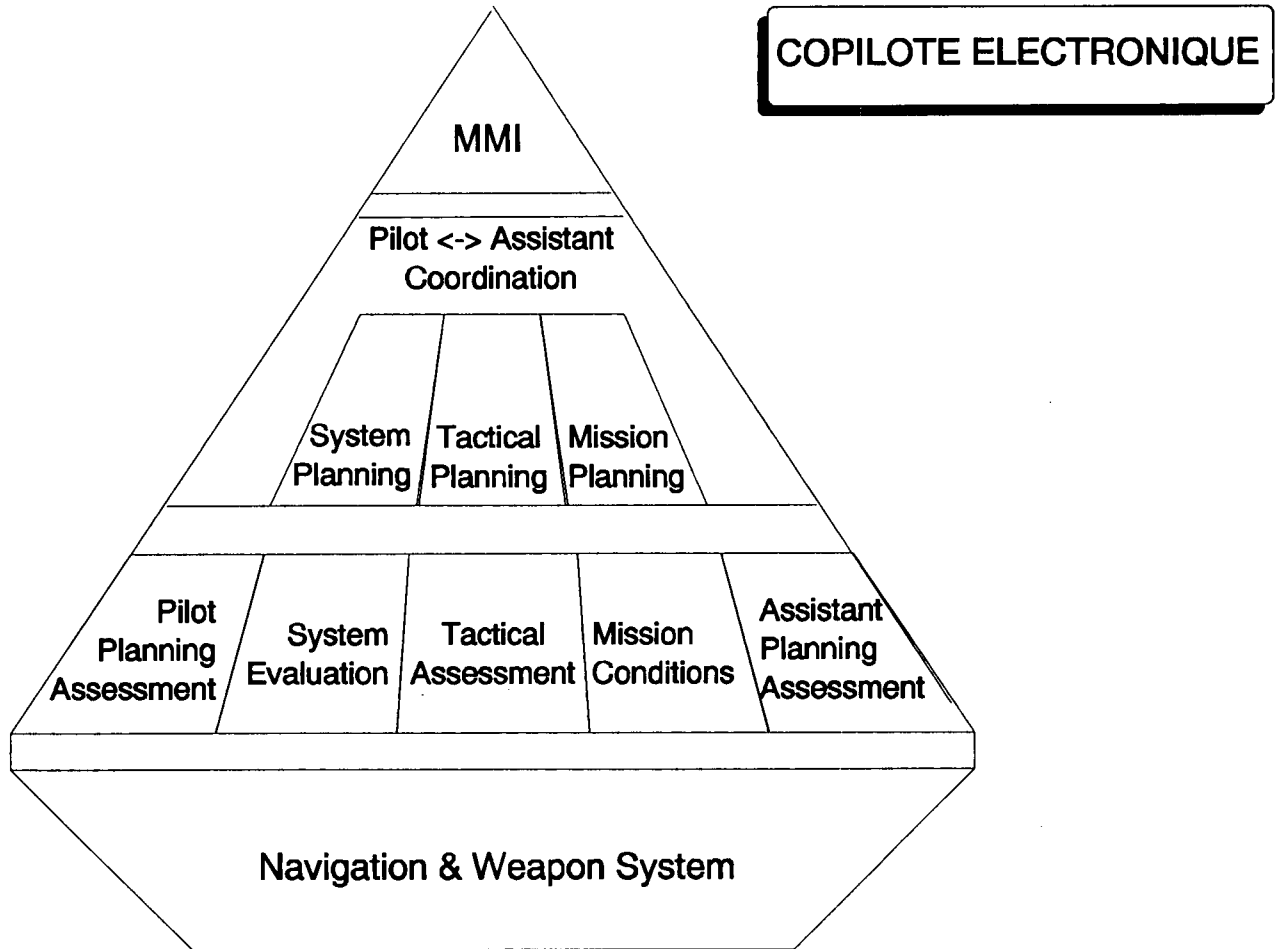 COPILOTE ELECTRONIQUE
MMI
Pilot <-> Assistant
Coordination
System
Planning
Tactical
Planning
Mission
Planning
Pilot
Planning
Assessment
System
Evaluation
Tactical
Assessment
Mission
Conditions
Assistant
Planning
Assessment
Navigation & Weapon System